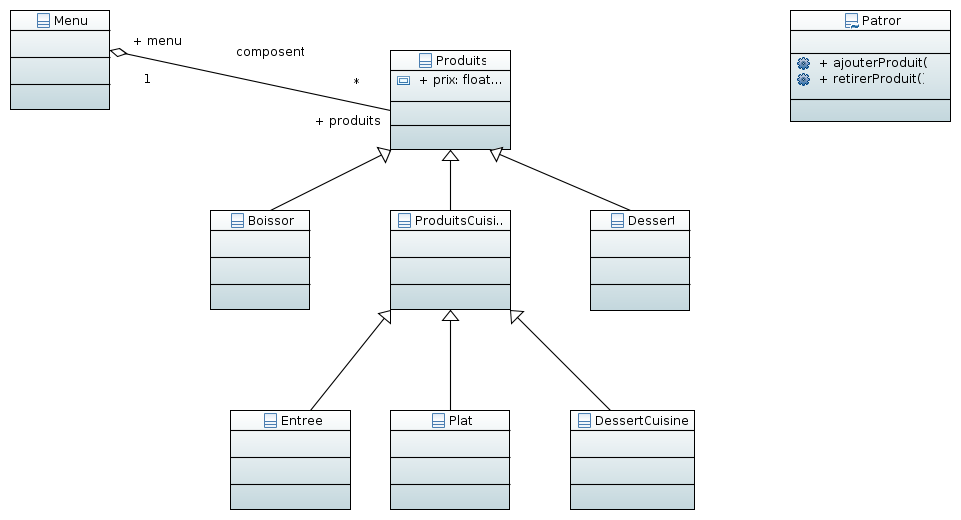 Menu
Patror
+ menu
composent
1
*
+ produits
Produits
+ prix: float...
+ ajouterProduit(
+ retirerProduit()
Boissor
ProduitsCuisi..
Dessert
Entree
Plat
DessertCuisine